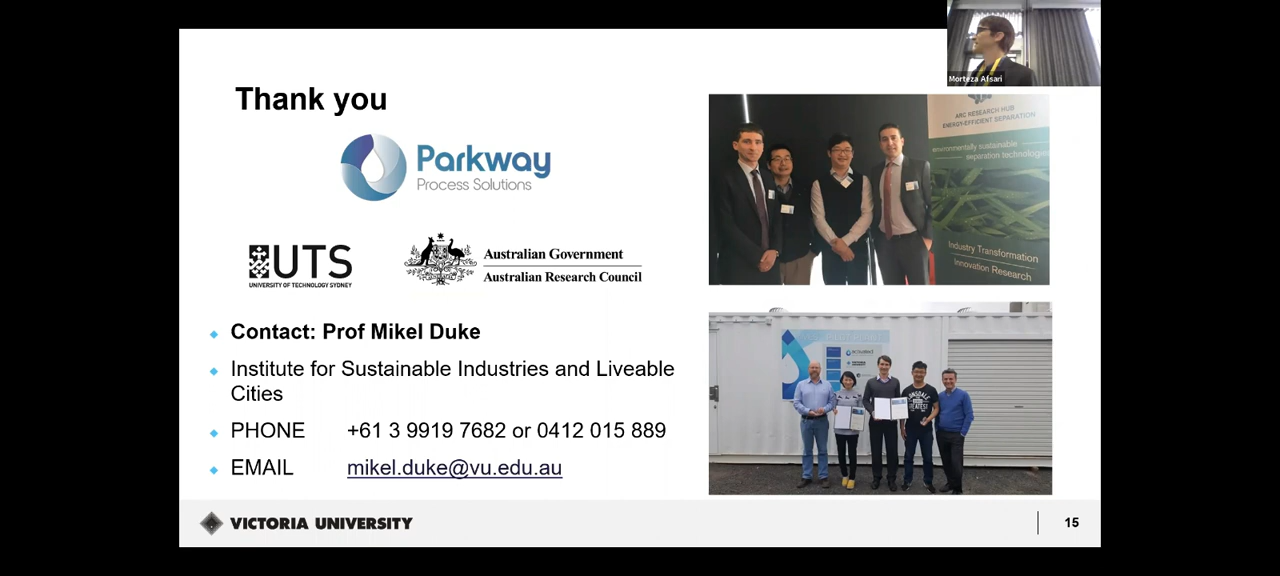 Morteza Afsari
Thank you
Parkway
Process Solutions
UTS
UNIVERSITY OF TECHNOLOGY SYDNEY
Australian Government
Australian Research Council
Contact: Prof Mikel Duke
Institute for Sustainable Industries and Liveable
Cities
PHONE +61 3 9919 7682 or 0412 015 889
EMAIL mikel.duke@vu.edu.au
ARC RESEARCH HUB
ENERGY-EFFICIENT SEPARATION
environmentally sustainable
separation technologies
Industry Transformation
Innovation Research
VICTORIA UNIVERSITY
15